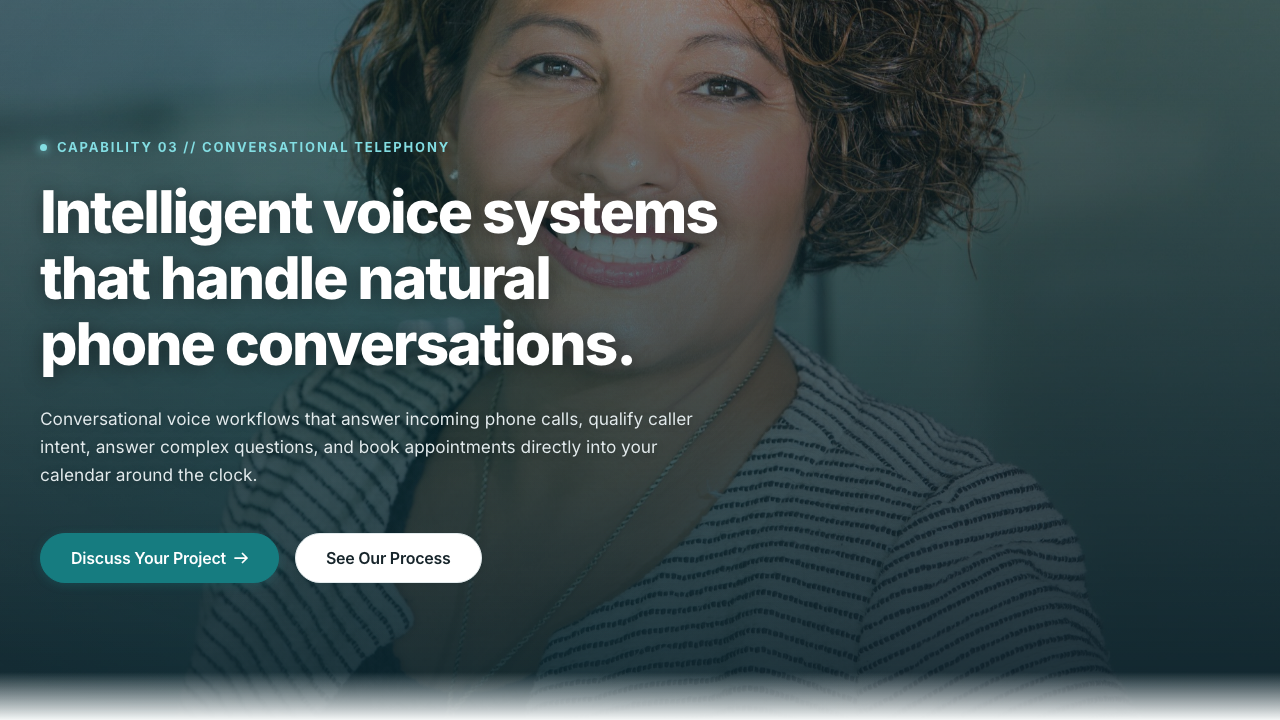 CAPABILITY 03 // CONVERSATIONAL TELEPHONY
Intelligent voice systems
that handle natural
phone conversations.
Conversational voice workflows that answer incoming phone calls, qualify caller
intent, answer complex questions, and book appointments directly into your
calendar around the clock.
Discuss Your Project →
See Our Process